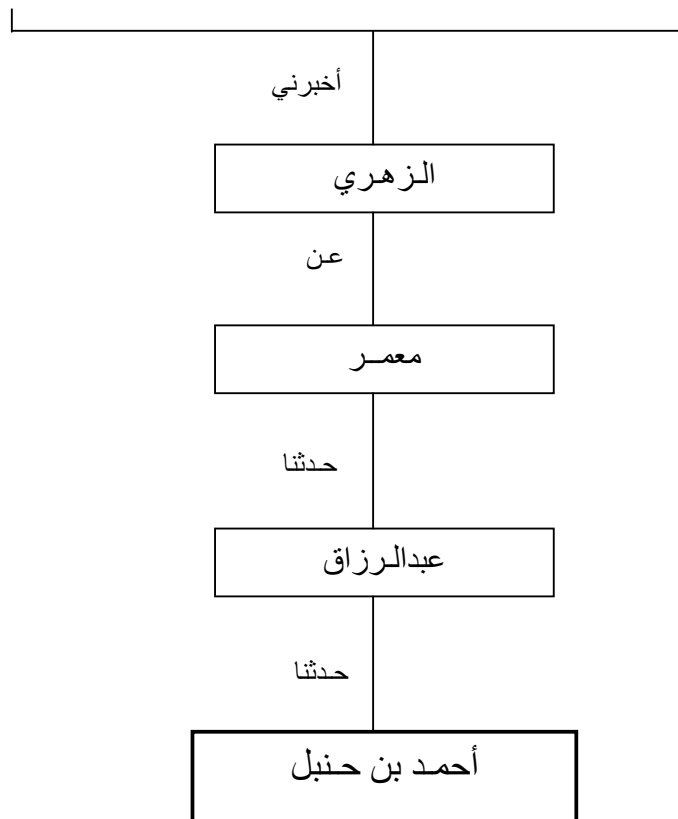 أخبرني
الزهري
عن
معمر
حدثنا
عبدالرزاق
حدثنا
أحمد بن حنبل